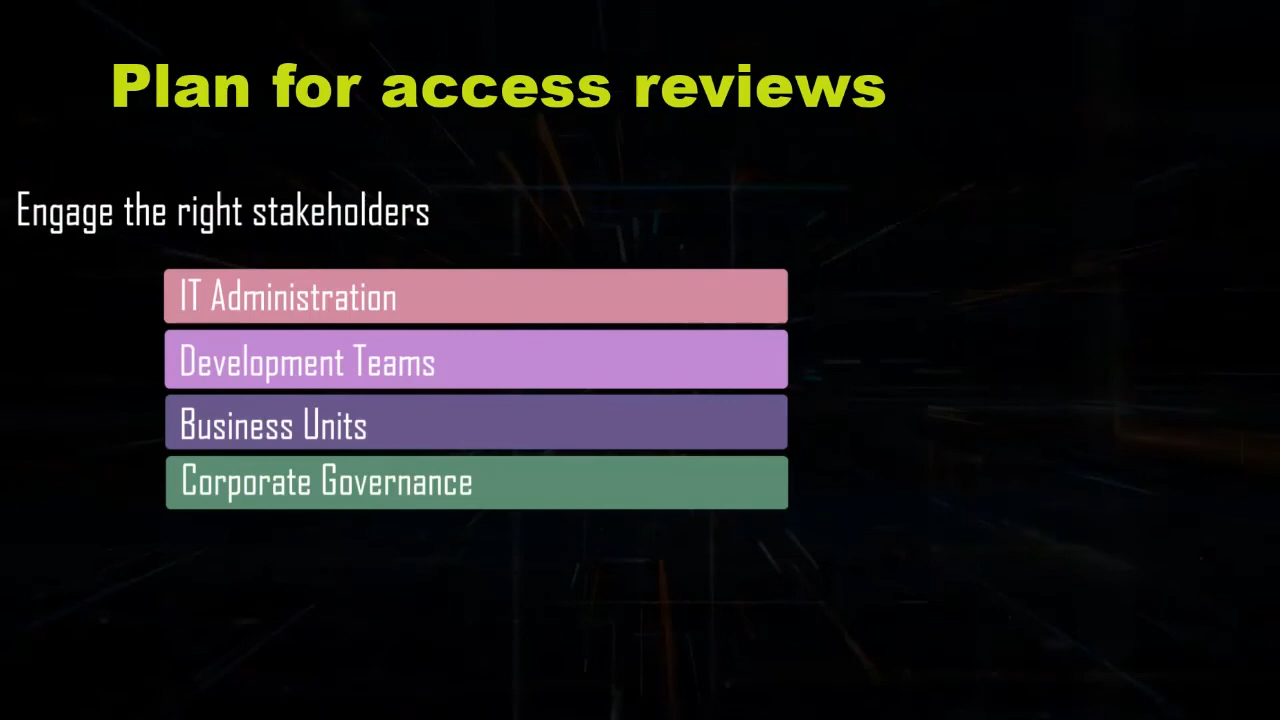 Plan for access reviews
Engage the right stakeholders
IT Administration
Development Teams
Business Units
Corporate Governance